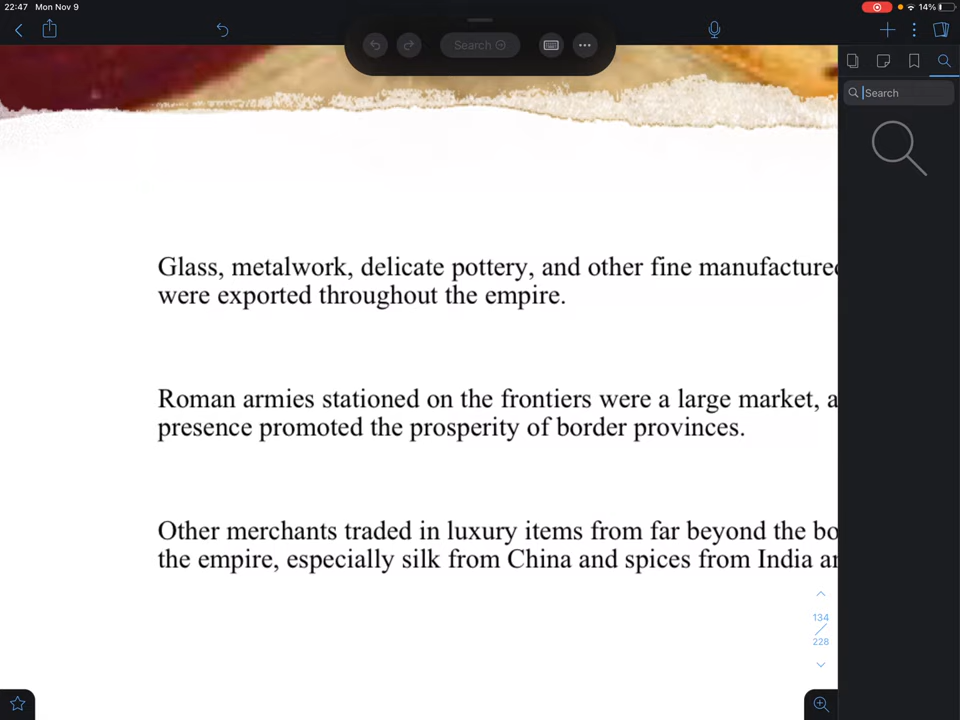 22:47 Mon Nov 9
14%
Search
Search
Glass, metalwork, delicate pottery, and other fine manufactured
were exported throughout the empire.
Roman armies stationed on the frontiers were a large market, a
presence promoted the prosperity of border provinces.
Other merchants traded in luxury items from far beyond the bo
the empire, especially silk from China and spices from India ar
134
228